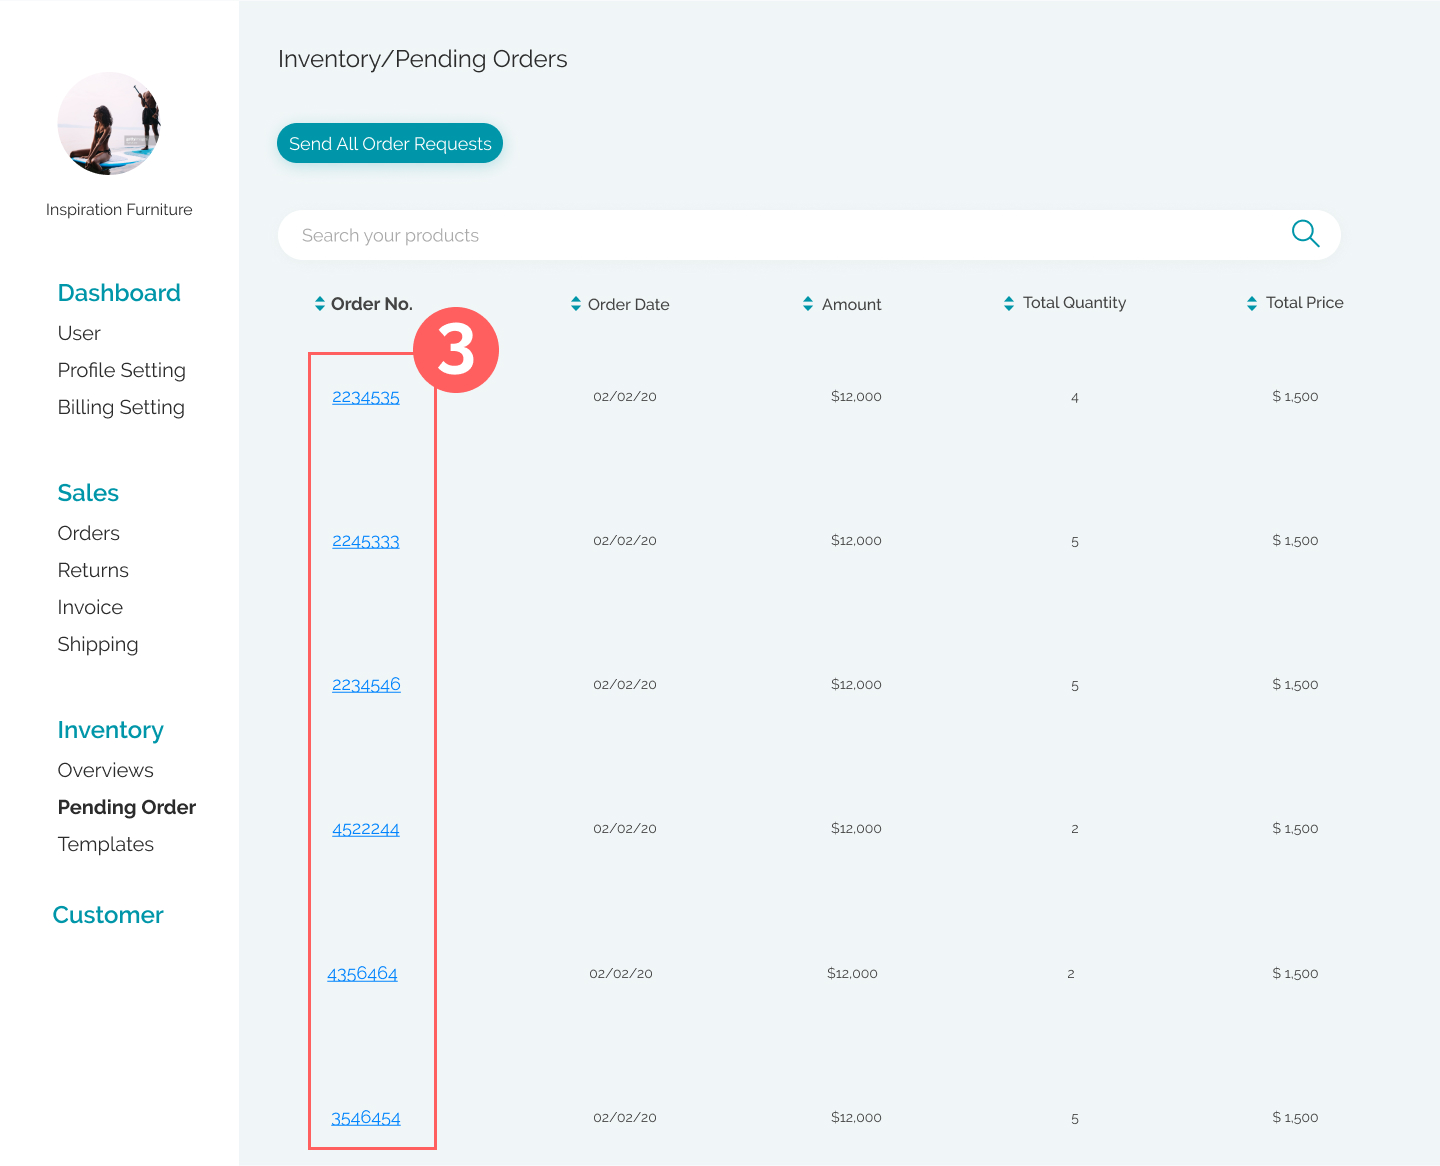 Inspiration Furniture
Dashboard
User
Profile Setting
Billing Setting
Sales
Orders
Returns
Invoice
Shipping
Inventory
Overviews
Pending Order
Templates
Customer
Inventory/Pending Orders
Send All Order Requests
Search your products
Order No. Order Date Amount Total Quantity Total Price
3
2234535 02/02/20 $12,000 4 $ 1,500
2245333 02/02/20 $12,000 5 $ 1,500
2234546 02/02/20 $12,000 5 $ 1,500
4522244 02/02/20 $12,000 2 $ 1,500
4356464 02/02/20 $12,000 2 $ 1,500
3546454 02/02/20 $12,000 5 $ 1,500